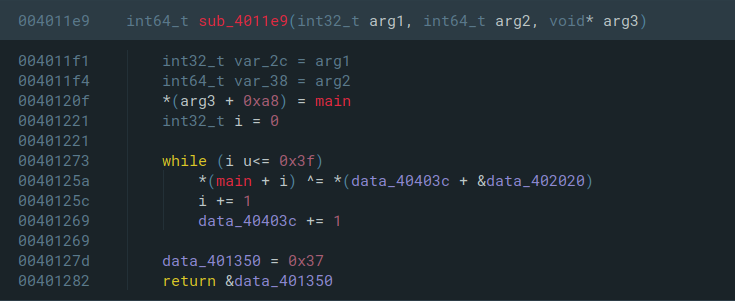 004011e9 int64_t sub_4011e9(int32_t arg1, int64_t arg2, void* arg3)
004011f1 int32_t var_2c = arg1
004011f4 int64_t var_38 = arg2
0040120f *(arg3 + 0xa8) = main
00401221 int32_t i = 0
00401221
00401273 while (i u<= 0x3f)
0040125a *(main + i) ^= *(data_40403c + &data_402020)
0040125c i += 1
00401269 data_40403c += 1
00401269
0040127d data_401350 = 0x37
00401282 return &data_401350